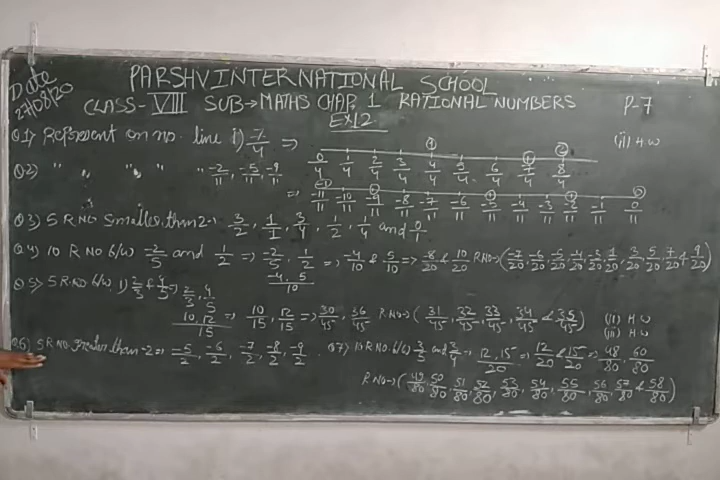 Date
27/08/20
PARSHV INTERNATIONAL SCHOOL
CLASS-VIII SUB→MATHS CHAP 1 RATIONAL NUMBERS P-7
EX 1.2
Q1) Represent on no. line i) 7/4 ⇒ (ii) H.W
0/4 1/4 2/4 3/4 4/4 5/4 6/4 7/4 8/4
Q2) " " " " -2/11, -5/11, -9/11
⇒ -11/11 -10/11 -9/11 -8/11 -7/11 -6/11 -5/11 -4/11 -3/11 -2/11 -1/11 0/11
Q3) 5 R NO Smaller than 2→ 3/2, 1/1, 3/4, 1/2, 1/4 and 0/1
Q4) 10 R NO b/w -2/5 and 1/2 ⇒ -2/5, 1/2 ⇒ -4/10 & 5/10 ⇒ -8/20 & 10/20 R NO→ (-7/20, -6/20, -5/20, -4/20, -3/20, 1/20, 3/20, 5/20, 7/20 & 9/20)
-4, 5/10
Q5) 5 R NO b/w. i) 2/3 & 4/5 ⇒ 2/3, 4/5
10, 12/15 ⇒ 10/15, 12/15 ⇒ 30/45, 36/45 R.NO→ (31/45, 32/45, 33/45, 34/45 & 35/45) (ii) H.W
(iii) H.W
Q6) 5 R NO. greater than -2 ⇒ -5/2, -6/2, -7/2, -8/2, -9/2
Q7) 10 R.NO. b/w 3/5 and 3/4 ⇒ 12, 15/20 ⇒ 12/20 & 15/20 ⇒ 48/80, 60/80
R NO→ (49/80, 50/80, 51/80, 52/80, 53/80, 54/80, 55/80, 56/80, 57/80 & 58/80)